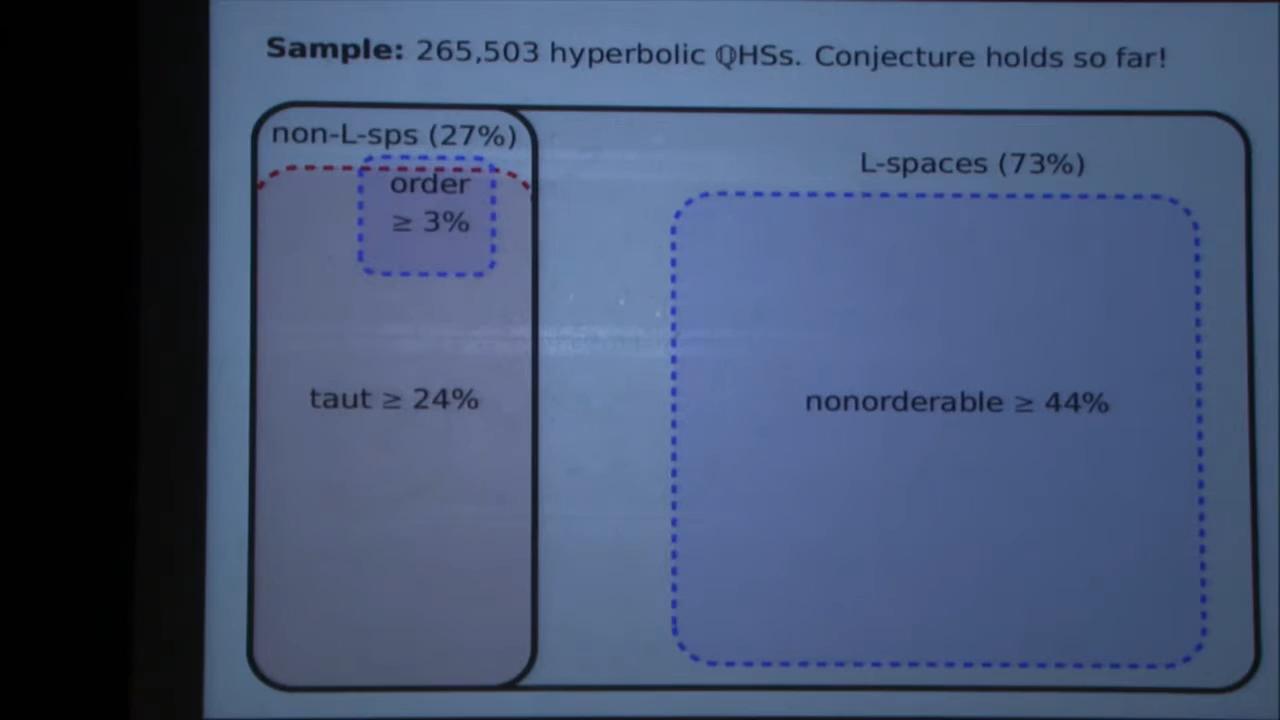 Sample: 265,503 hyperbolic ℚHSs. Conjecture holds so far!
non-L-sps (27%)
order
≥ 3%
taut ≥ 24%
L-spaces (73%)
nonorderable ≥ 44%